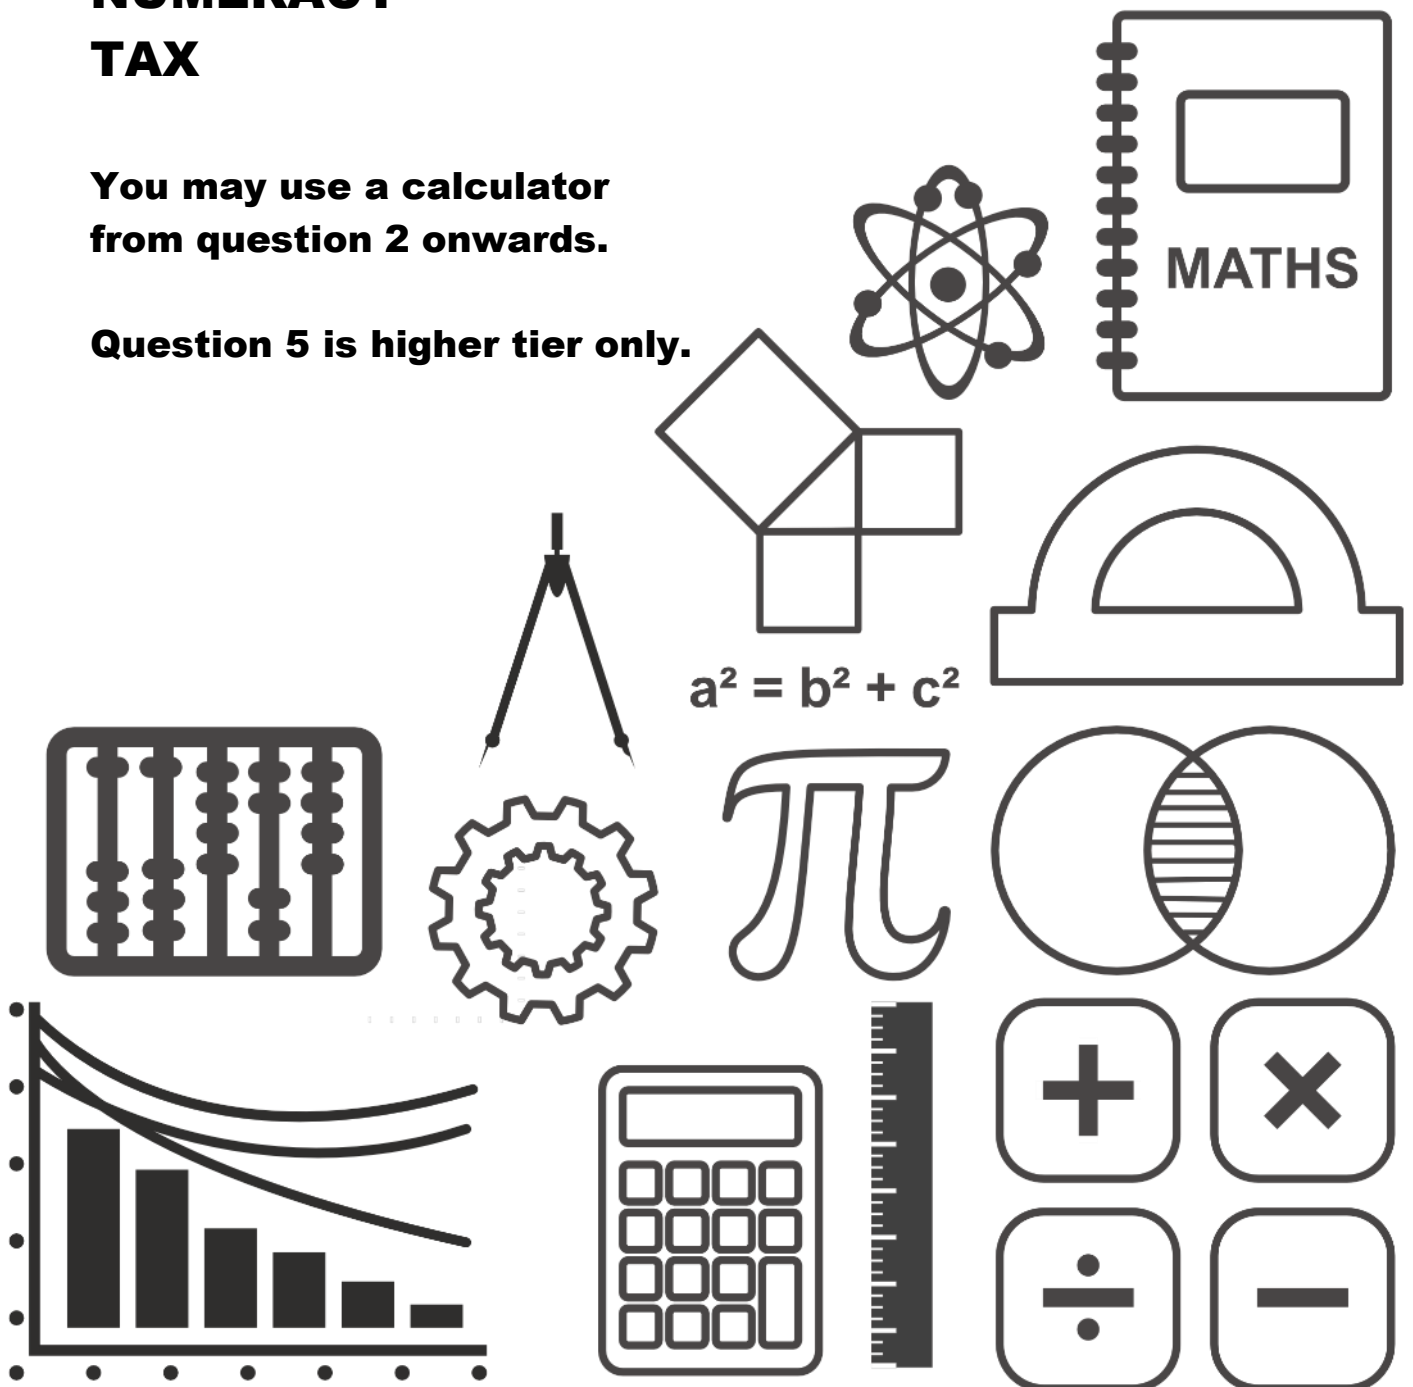 NUMERACY
TAX
You may use a calculator
from question 2 onwards.
Question 5 is higher tier only.
MATHS
a² = b² + c²